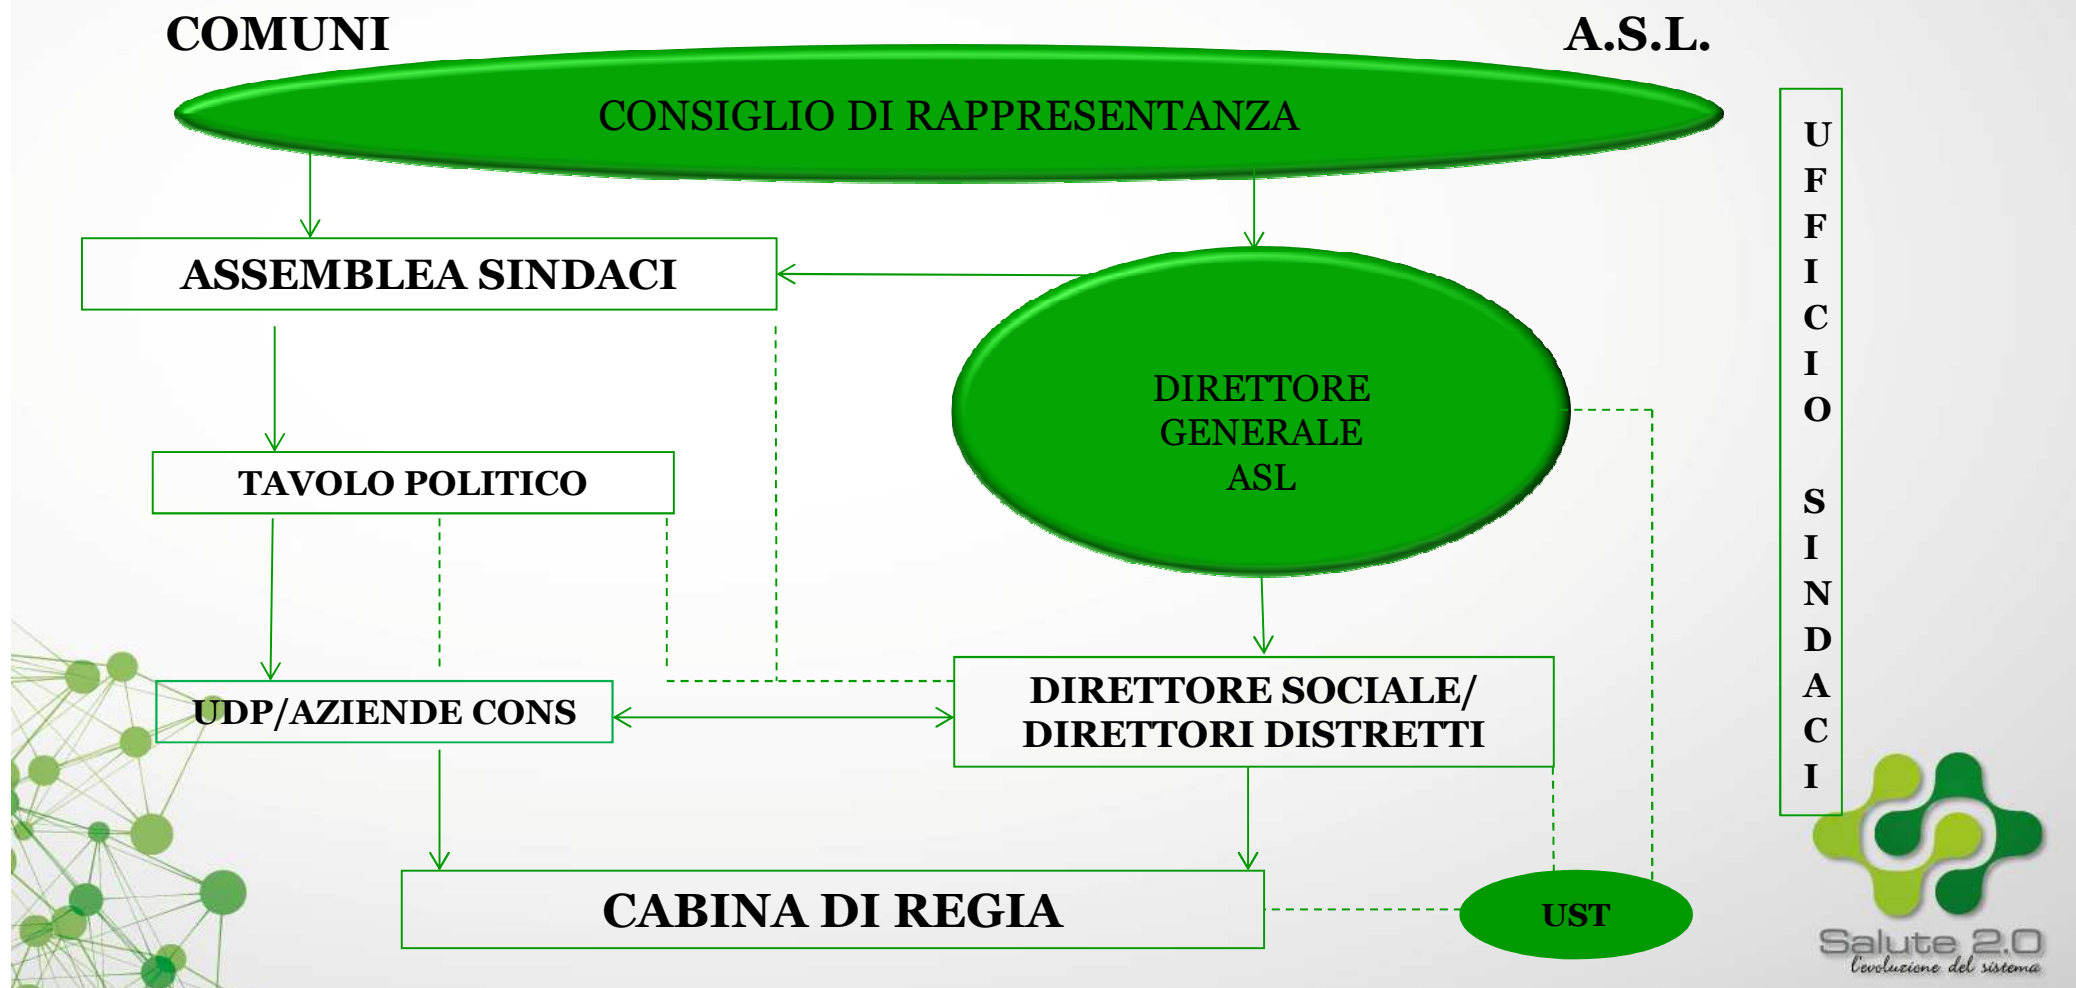 COMUNI
A.S.L.
CONSIGLIO DI RAPPRESENTANZA
ASSEMBLEA SINDACI
DIRETTORE
GENERALE
ASL
TAVOLO POLITICO
UDP/AZIENDE CONS
DIRETTORE SOCIALE/
DIRETTORI DISTRETTI
CABINA DI REGIA
UST
U
F
F
I
C
I
O
S
I
N
D
A
C
I
Salute 2.0
l'evoluzione del sistema